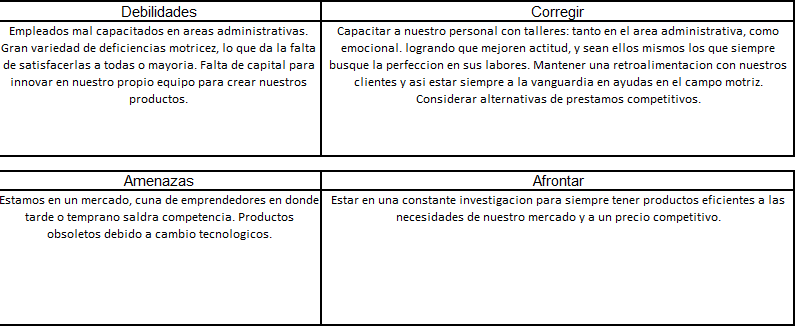 Debilidades
Corregir
Empleados mal capacitados en areas administrativas.
Gran variedad de deficiencias motricez, lo que da la falta
de satisfacerlas a todas o mayoria. Falta de capital para
innovar en nuestro propio equipo para crear nuestros
productos.
Capacitar a nuestro personal con talleres: tanto en el area administrativa, como
emocional. logrando que mejoren actitud, y sean ellos mismos los que siempre
busque la perfeccion en sus labores. Mantener una retroalimentacion con nuestros
clientes y asi estar siempre a la vanguardia en ayudas en el campo motriz.
Considerar alternativas de prestamos competitivos.
Amenazas
Afrontar
Estamos en un mercado, cuna de emprendedores en donde
tarde o temprano saldra competencia. Productos
obsoletos debido a cambio tecnologicos.
Estar en una constante investigacion para siempre tener productos eficientes a las
necesidades de nuestro mercado y a un precio competitivo.